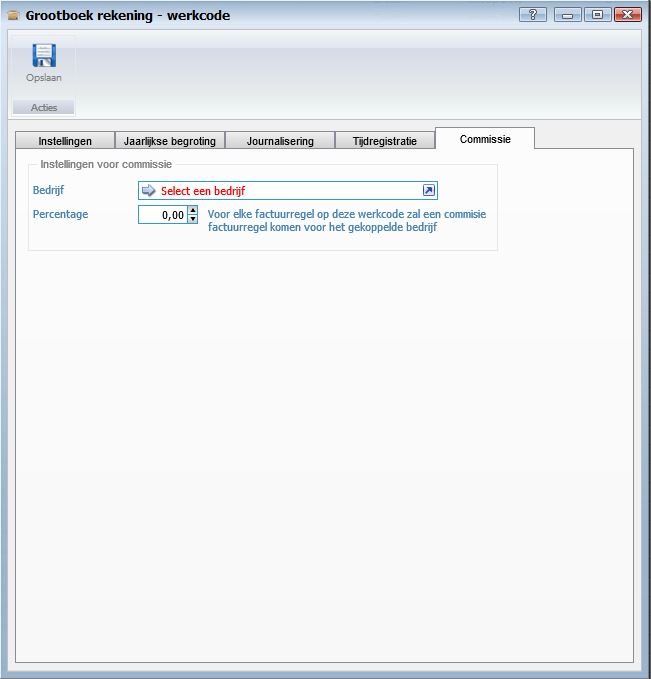 Grootboek rekening - werkcode
?
Opslaan
Acties
Instellingen Jaarlijkse begroting Journalisering Tijdregistratie Commissie
Instellingen voor commissie
Bedrijf Select een bedrijf
Percentage 0,00 Voor elke factuurregel op deze werkcode zal een commisie
factuurregel komen voor het gekoppelde bedrijf